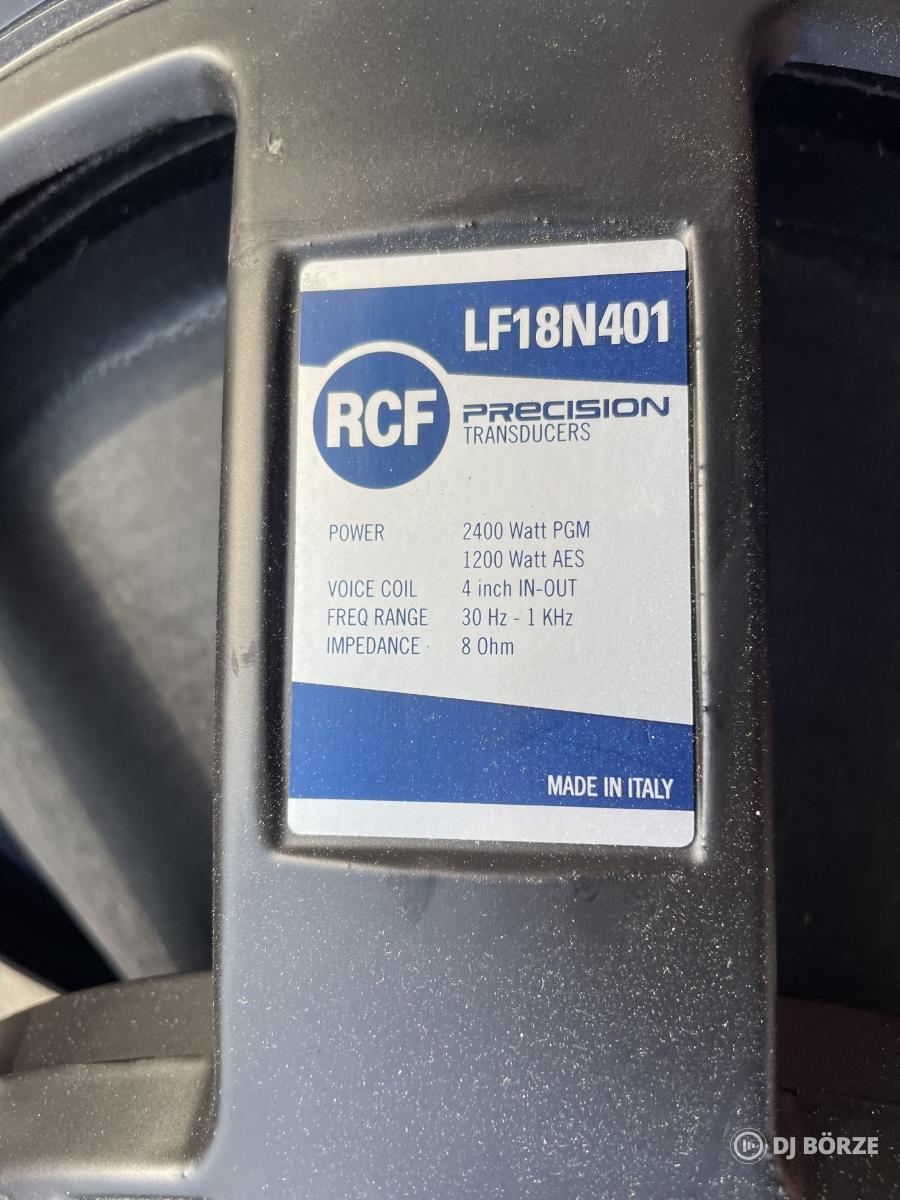 LF18N401
RCF
PRECISION
TRANSDUCERS
POWER 2400 Watt PGM
1200 Watt AES
VOICE COIL 4 inch IN-OUT
FREQ RANGE 30 Hz - 1 KHz
IMPEDANCE 8 Ohm
MADE IN ITALY
DJ BÖRZE